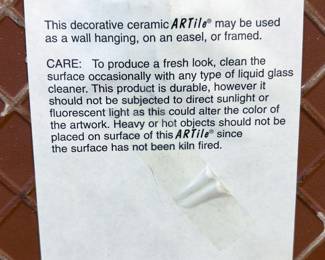 This decorative ceramic ARTile® may be used
as a wall hanging, on an easel, or framed.
CARE: To produce a fresh look, clean the
surface occasionally with any type of liquid glass
cleaner. This product is durable, however it
should not be subjected to direct sunlight or
fluorescent light as this could alter the color of
the artwork. Heavy or hot objects should not be
placed on surface of this ARTile® since
the surface has not been kiln fired.